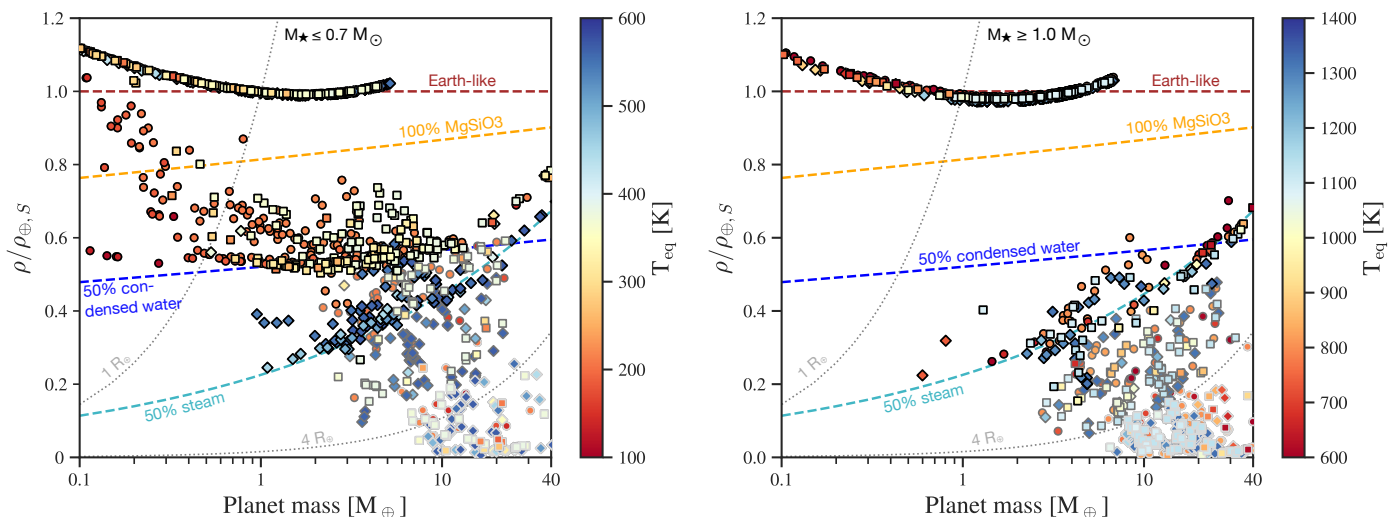 M★ ≤ 0.7 M⊙
Earth-like
100% MgSiO3
50% con-
densed water
1 R⊕
50% steam
4 R⊕
1.2
1.0
0.8
0.6
0.4
0.2
0.0
ρ/ρ⊕,S
0.1
1
10
40
Planet mass [M⊕]
600
500
400
300
200
100
Teq [K]
M★ ≥ 1.0 M⊙
Earth-like
100% MgSiO3
50% condensed water
1 R⊕
50% steam
4 R⊕
1.2
1.0
0.8
0.6
0.4
0.2
0.0
ρ/ρ⊕,S
0.1
1
10
40
Planet mass [M⊕]
1400
1300
1200
1100
1000
900
800
700
600
Teq [K]